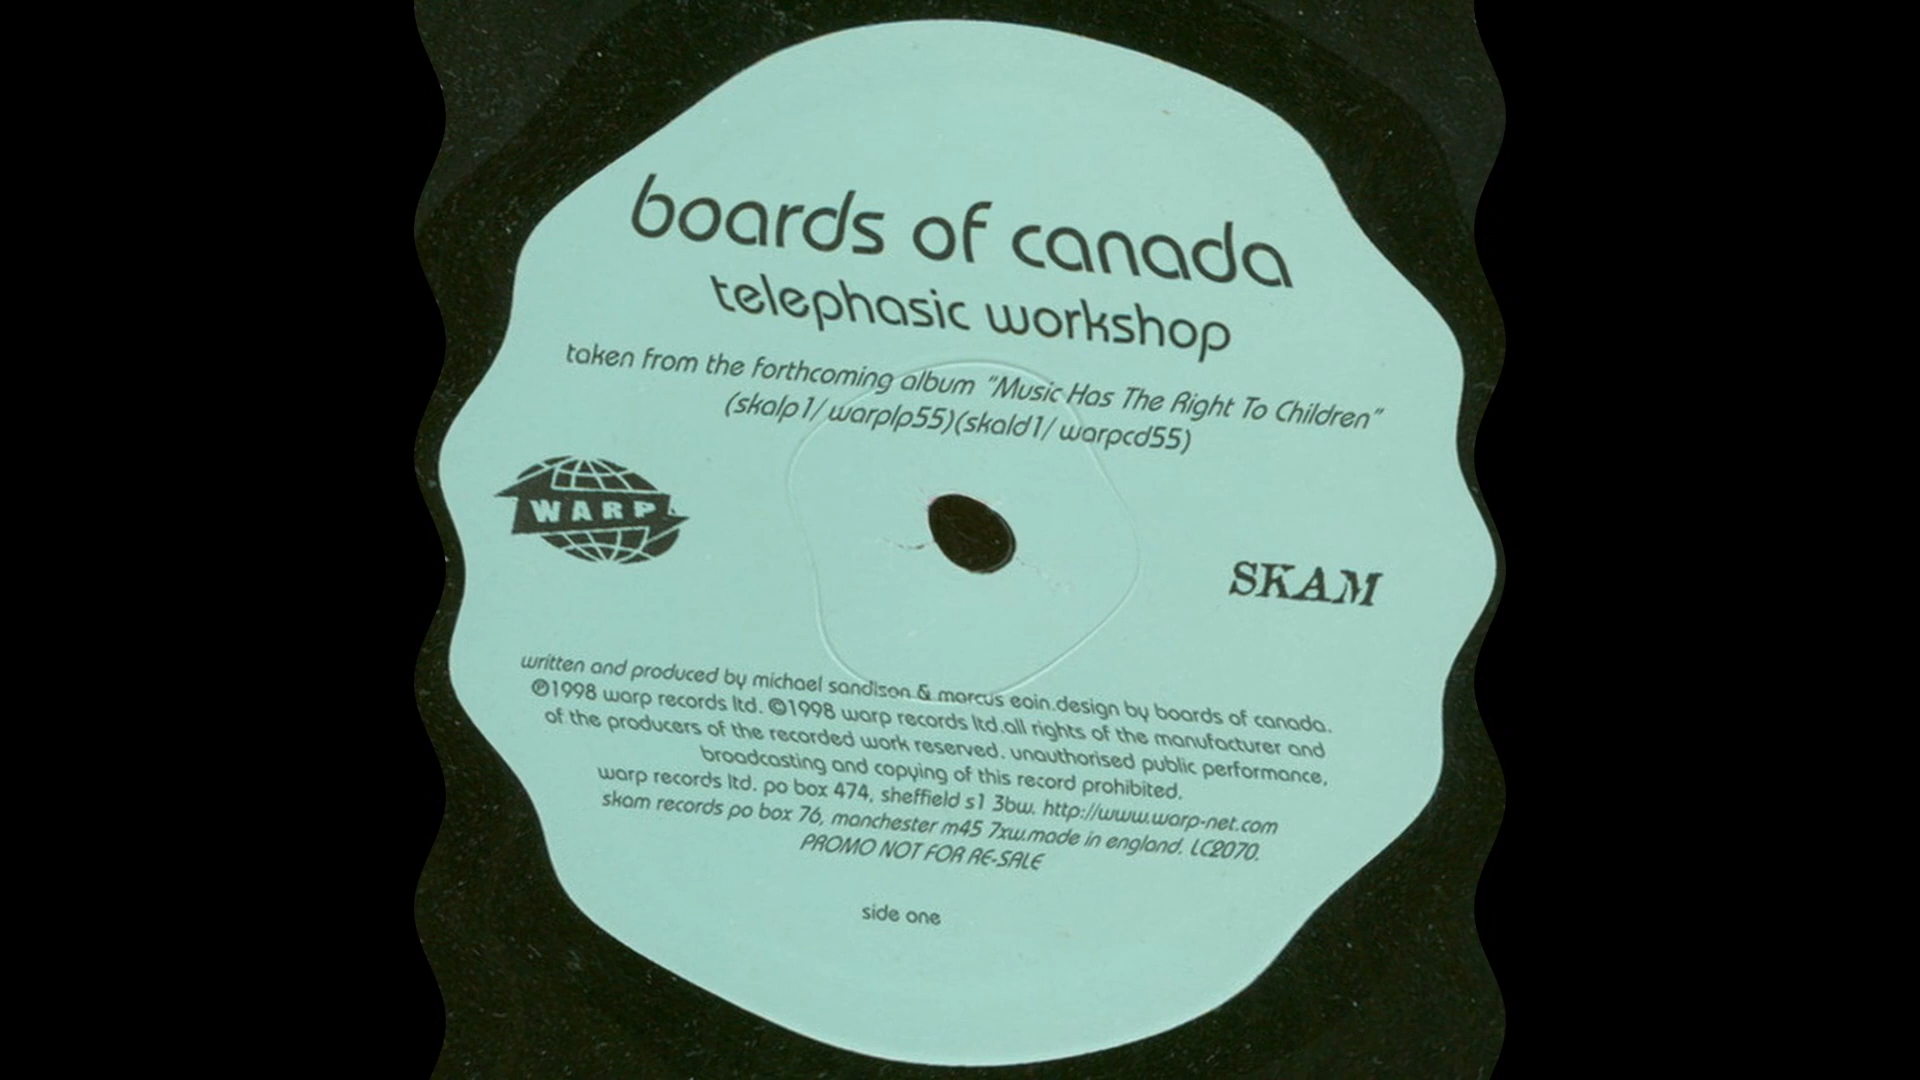 boards of canada
telephasic workshop
taken from the forthcoming album "Music Has The Right To Children"
(skalp1/warplp55)(skald1/warpcd55)
WARP
SKAM
written and produced by michael sandison & marcus eoin.design by boards of canada.
℗1998 warp records ltd. ©1998 warp records ltd.all rights of the manufacturer and
of the producers of the recorded work reserved. unauthorised public performance,
broadcasting and copying of this record prohibited.
warp records ltd. po box 474, sheffield s1 3bw. http://www.warp-net.com
skam records po box 76, manchester m45 7xw.made in england. LC2070.
PROMO NOT FOR RE-SALE
side one